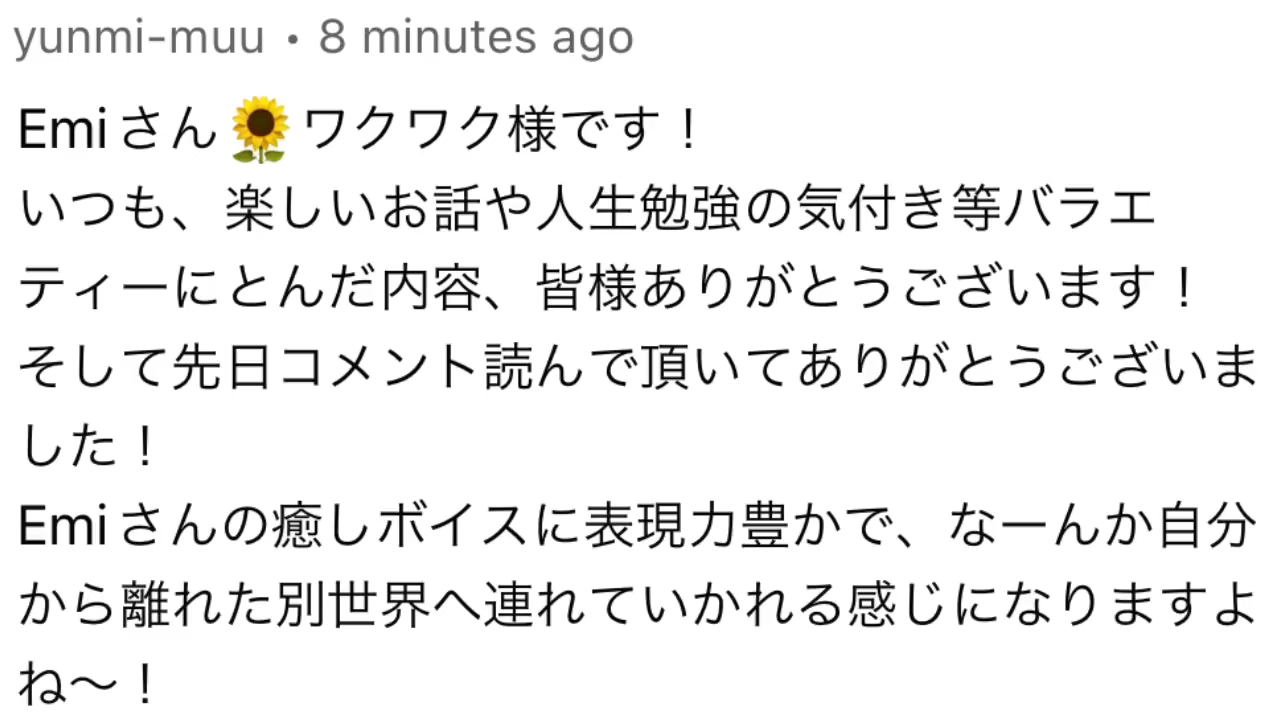 yunmi-muu・8 minutes ago
Emiさん🌻ワクワク様です！
いつも、楽しいお話や人生勉強の気付き等バラエ
ティーにとんだ内容、皆様ありがとうございます！
そして先日コメント読んで頂いてありがとうございま
した！
Emiさんの癒しボイスに表現力豊かで、なーんか自分
から離れた別世界へ連れていかれる感じになりますよ
ね〜！